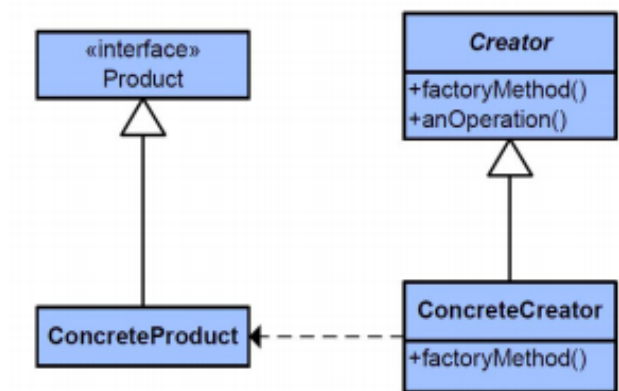 «interface»
Product
Creator
+factoryMethod()
+anOperation()
ConcreteProduct
ConcreteCreator
+factoryMethod()